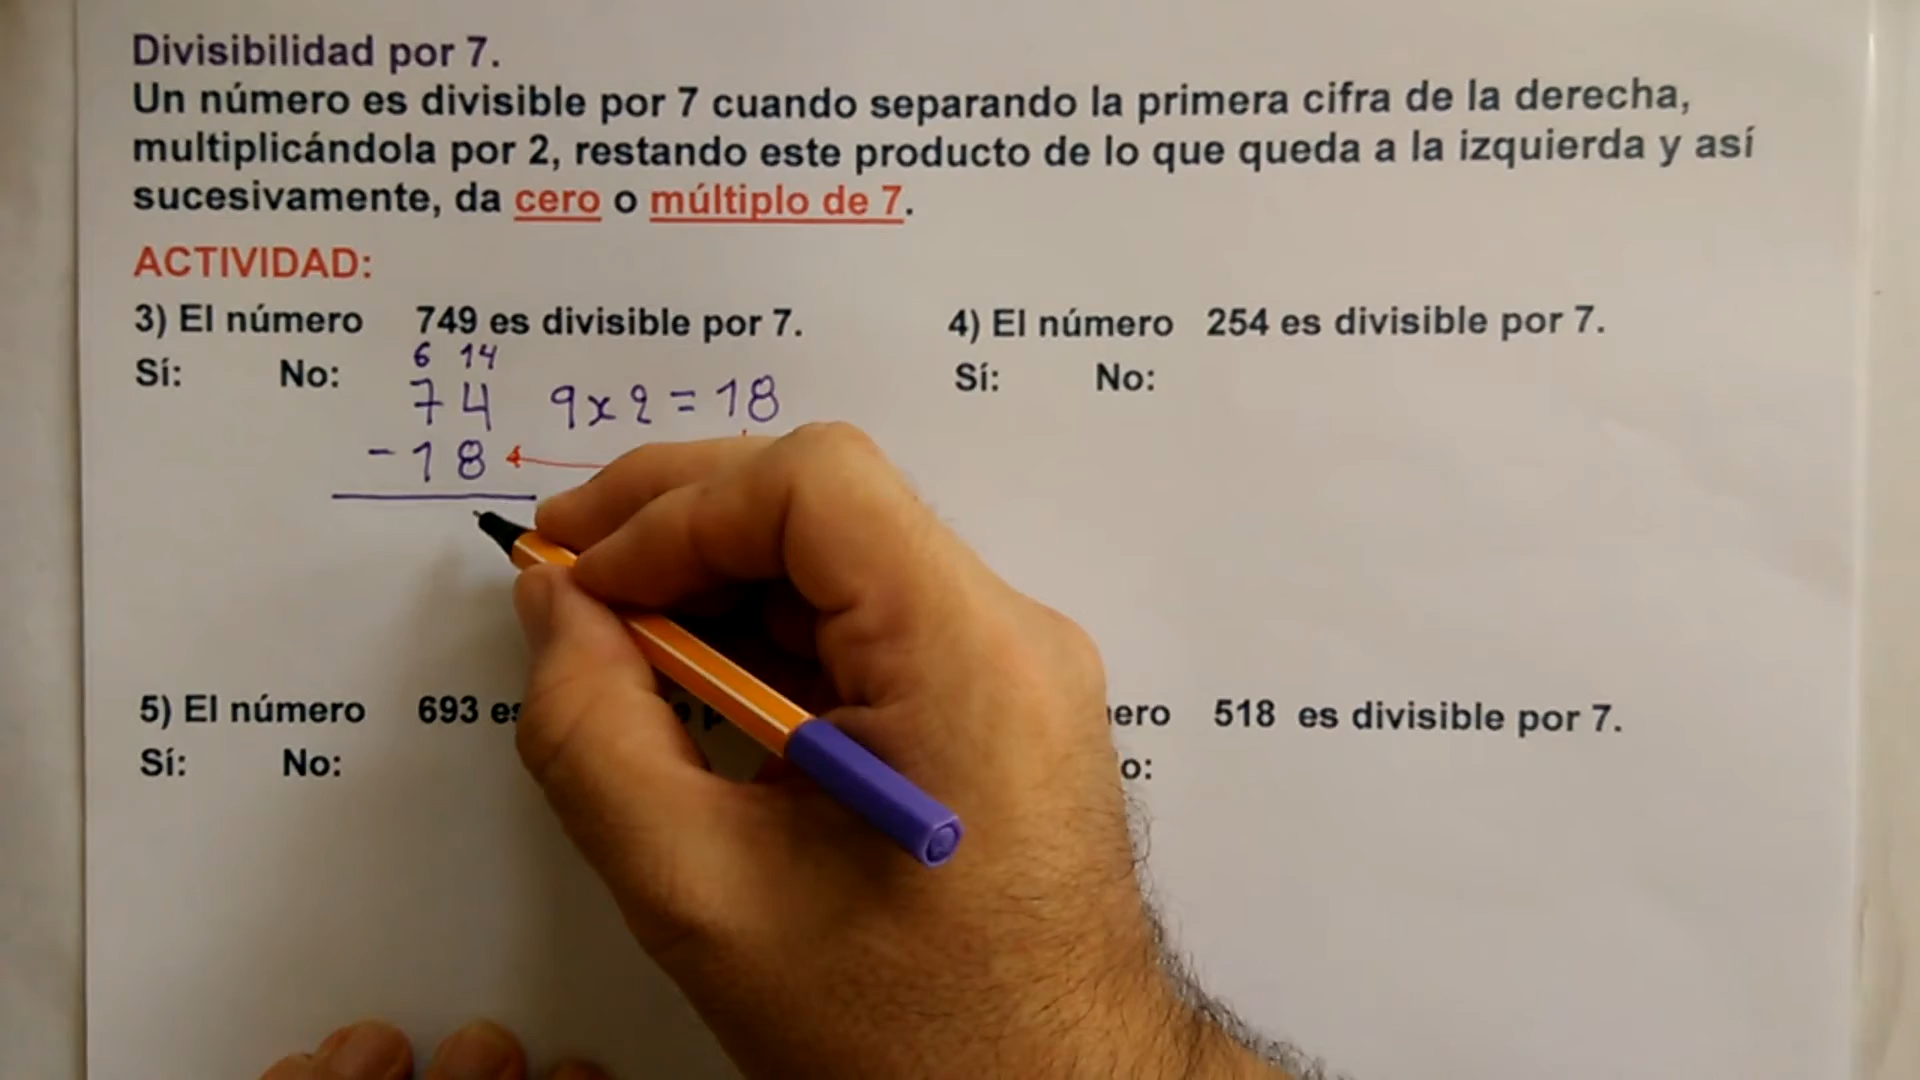 Divisibilidad por 7.
Un número es divisible por 7 cuando separando la primera cifra de la derecha,
multiplicándola por 2, restando este producto de lo que queda a la izquierda y así
sucesivamente, da cero o múltiplo de 7.
ACTIVIDAD:
3) El número 749 es divisible por 7.
Sí: No:
6 14
74 9x2=18
-18
4) El número 254 es divisible por 7.
Sí: No:
5) El número 693
Sí: No:
518 es divisible por 7.